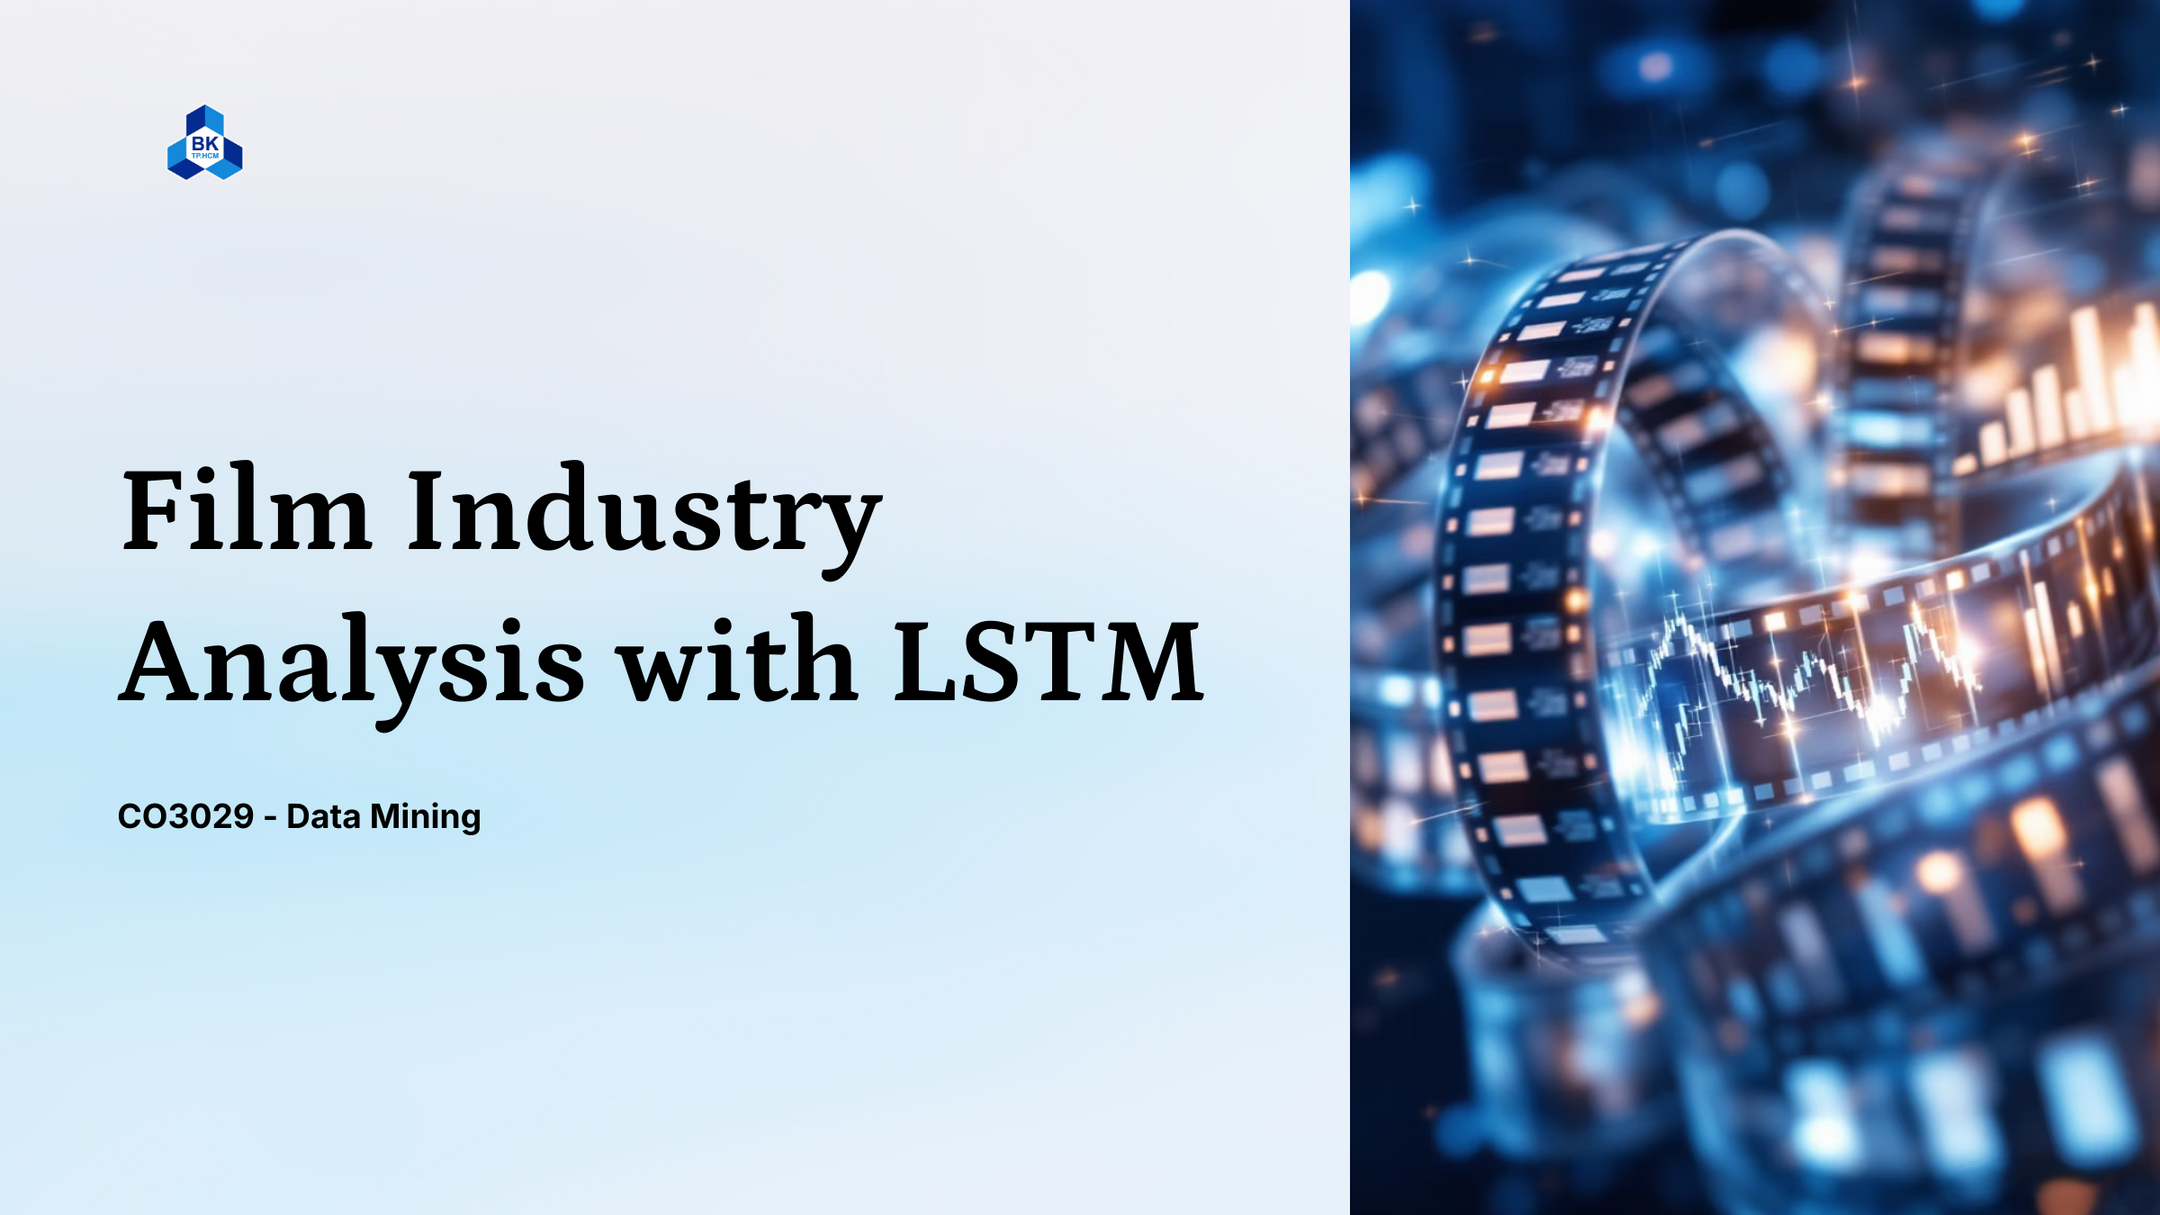 BK
TP.HCM
Film Industry
Analysis with LSTM
CO3029 - Data Mining